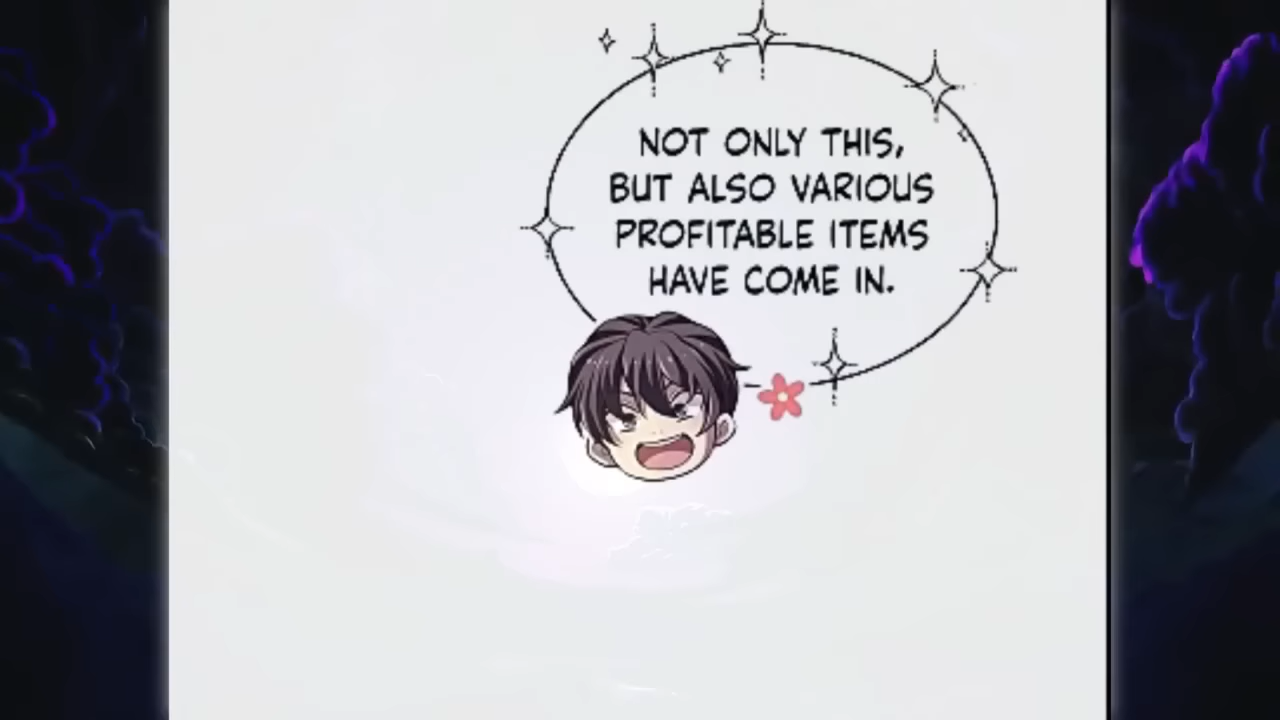 NOT ONLY THIS,
BUT ALSO VARIOUS
PROFITABLE ITEMS
HAVE COME IN.